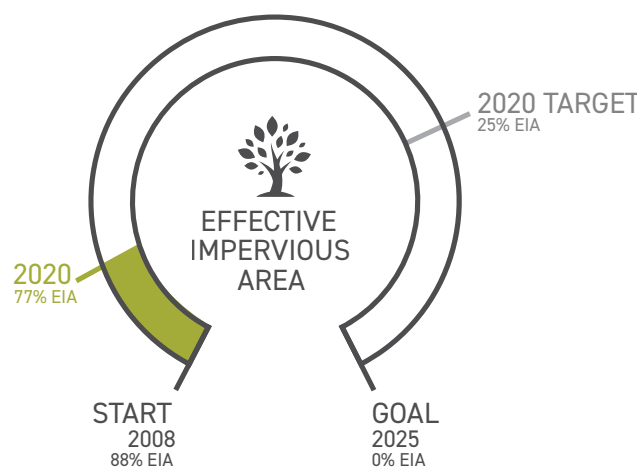 2020 TARGET
25% EIA
EFFECTIVE
IMPERVIOUS
AREA
2020
77% EIA
START
2008
88% EIA
GOAL
2025
0% EIA